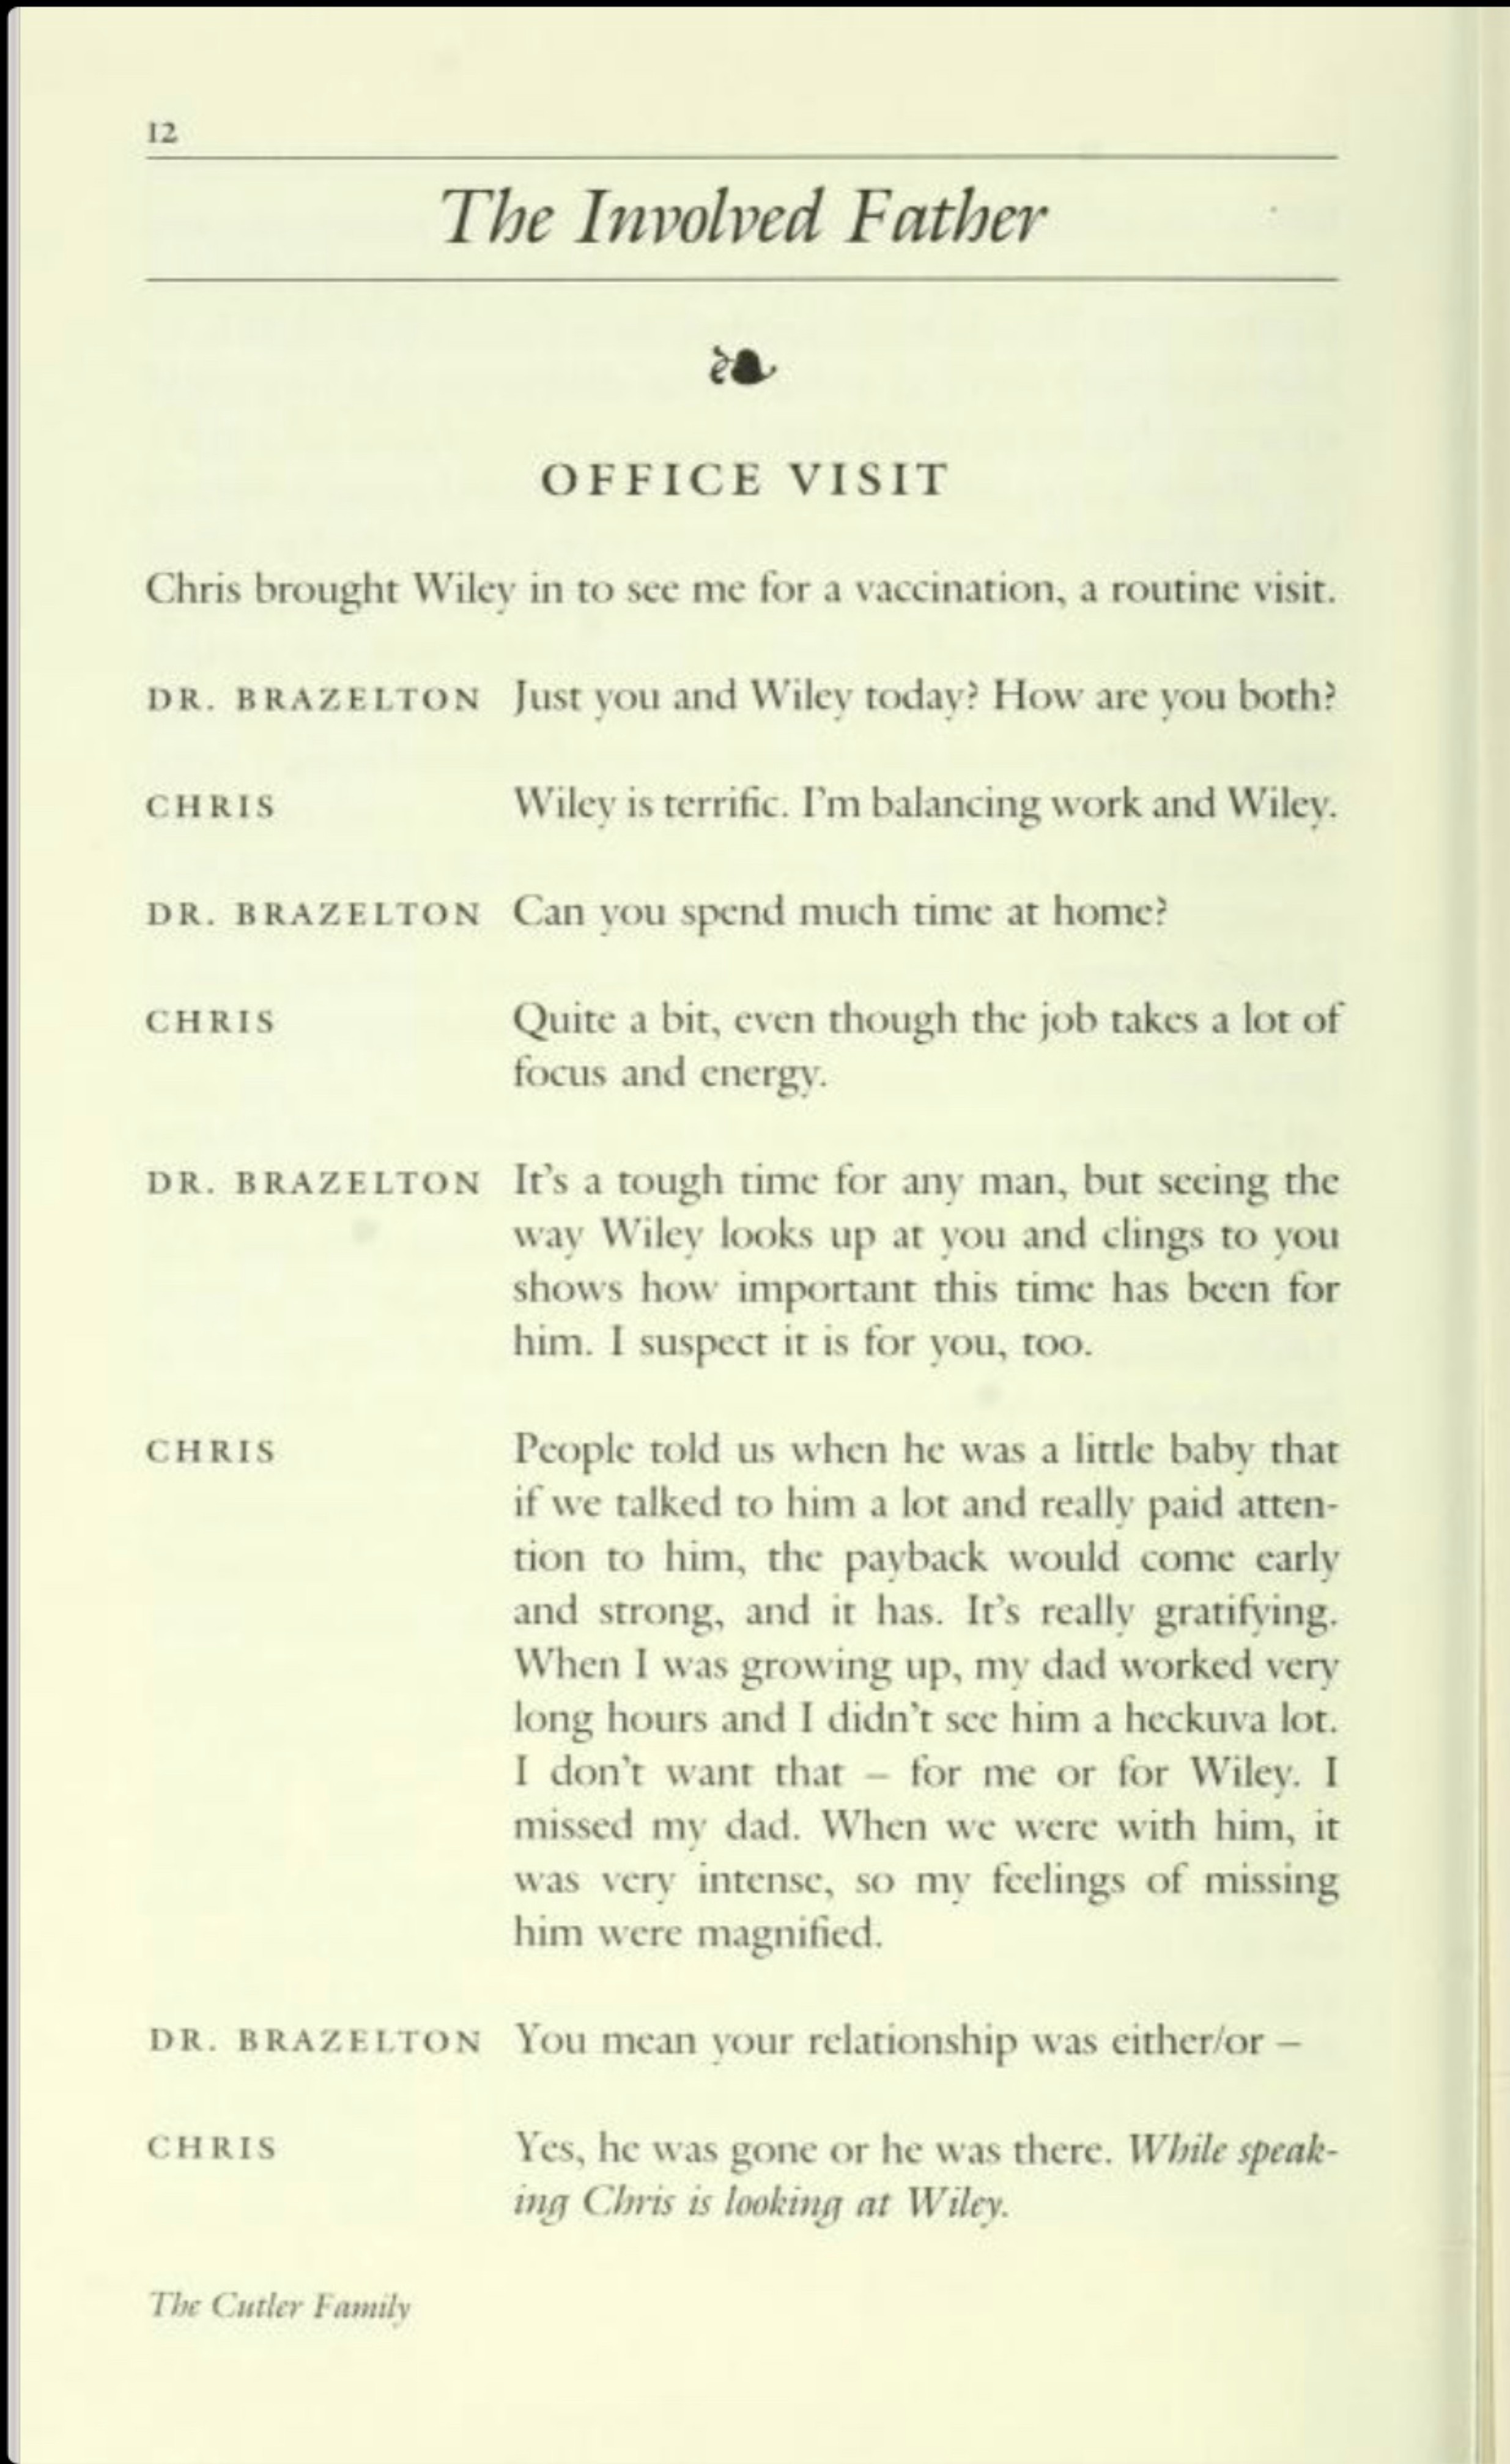 12
The Involved Father
OFFICE VISIT
Chris brought Wiley in to see me for a vaccination, a routine visit.
DR. BRAZELTON Just you and Wiley today? How are you both?
CHRIS Wiley is terrific. I'm balancing work and Wiley.
DR. BRAZELTON Can you spend much time at home?
CHRIS Quite a bit, even though the job takes a lot of
focus and energy.
DR. BRAZELTON It's a tough time for any man, but seeing the
way Wiley looks up at you and clings to you
shows how important this time has been for
him. I suspect it is for you, too.
CHRIS People told us when he was a little baby that
if we talked to him a lot and really paid atten-
tion to him, the payback would come early
and strong, and it has. It's really gratifying.
When I was growing up, my dad worked very
long hours and I didn't see him a heckuva lot.
I don't want that – for me or for Wiley. I
missed my dad. When we were with him, it
was very intense, so my feelings of missing
him were magnified.
DR. BRAZELTON You mean your relationship was either/or –
CHRIS Yes, he was gone or he was there. While speak-
ing Chris is looking at Wiley.
The Cutler Family